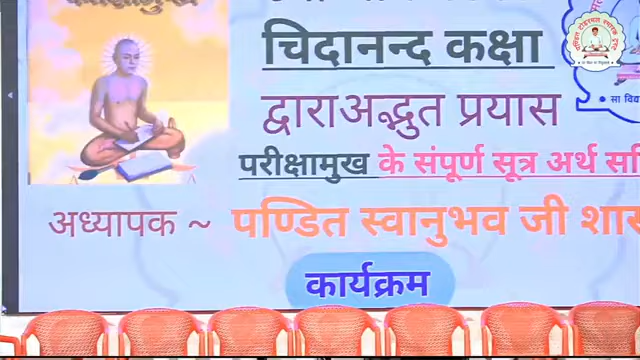 चिदानन्द कक्षा
द्वाराअद्भुत प्रयास
परीक्षामुख के संपूर्ण सूत्र अर्थ
अध्यापक ~ पण्डित स्वानुभव जी
कार्यक्रम